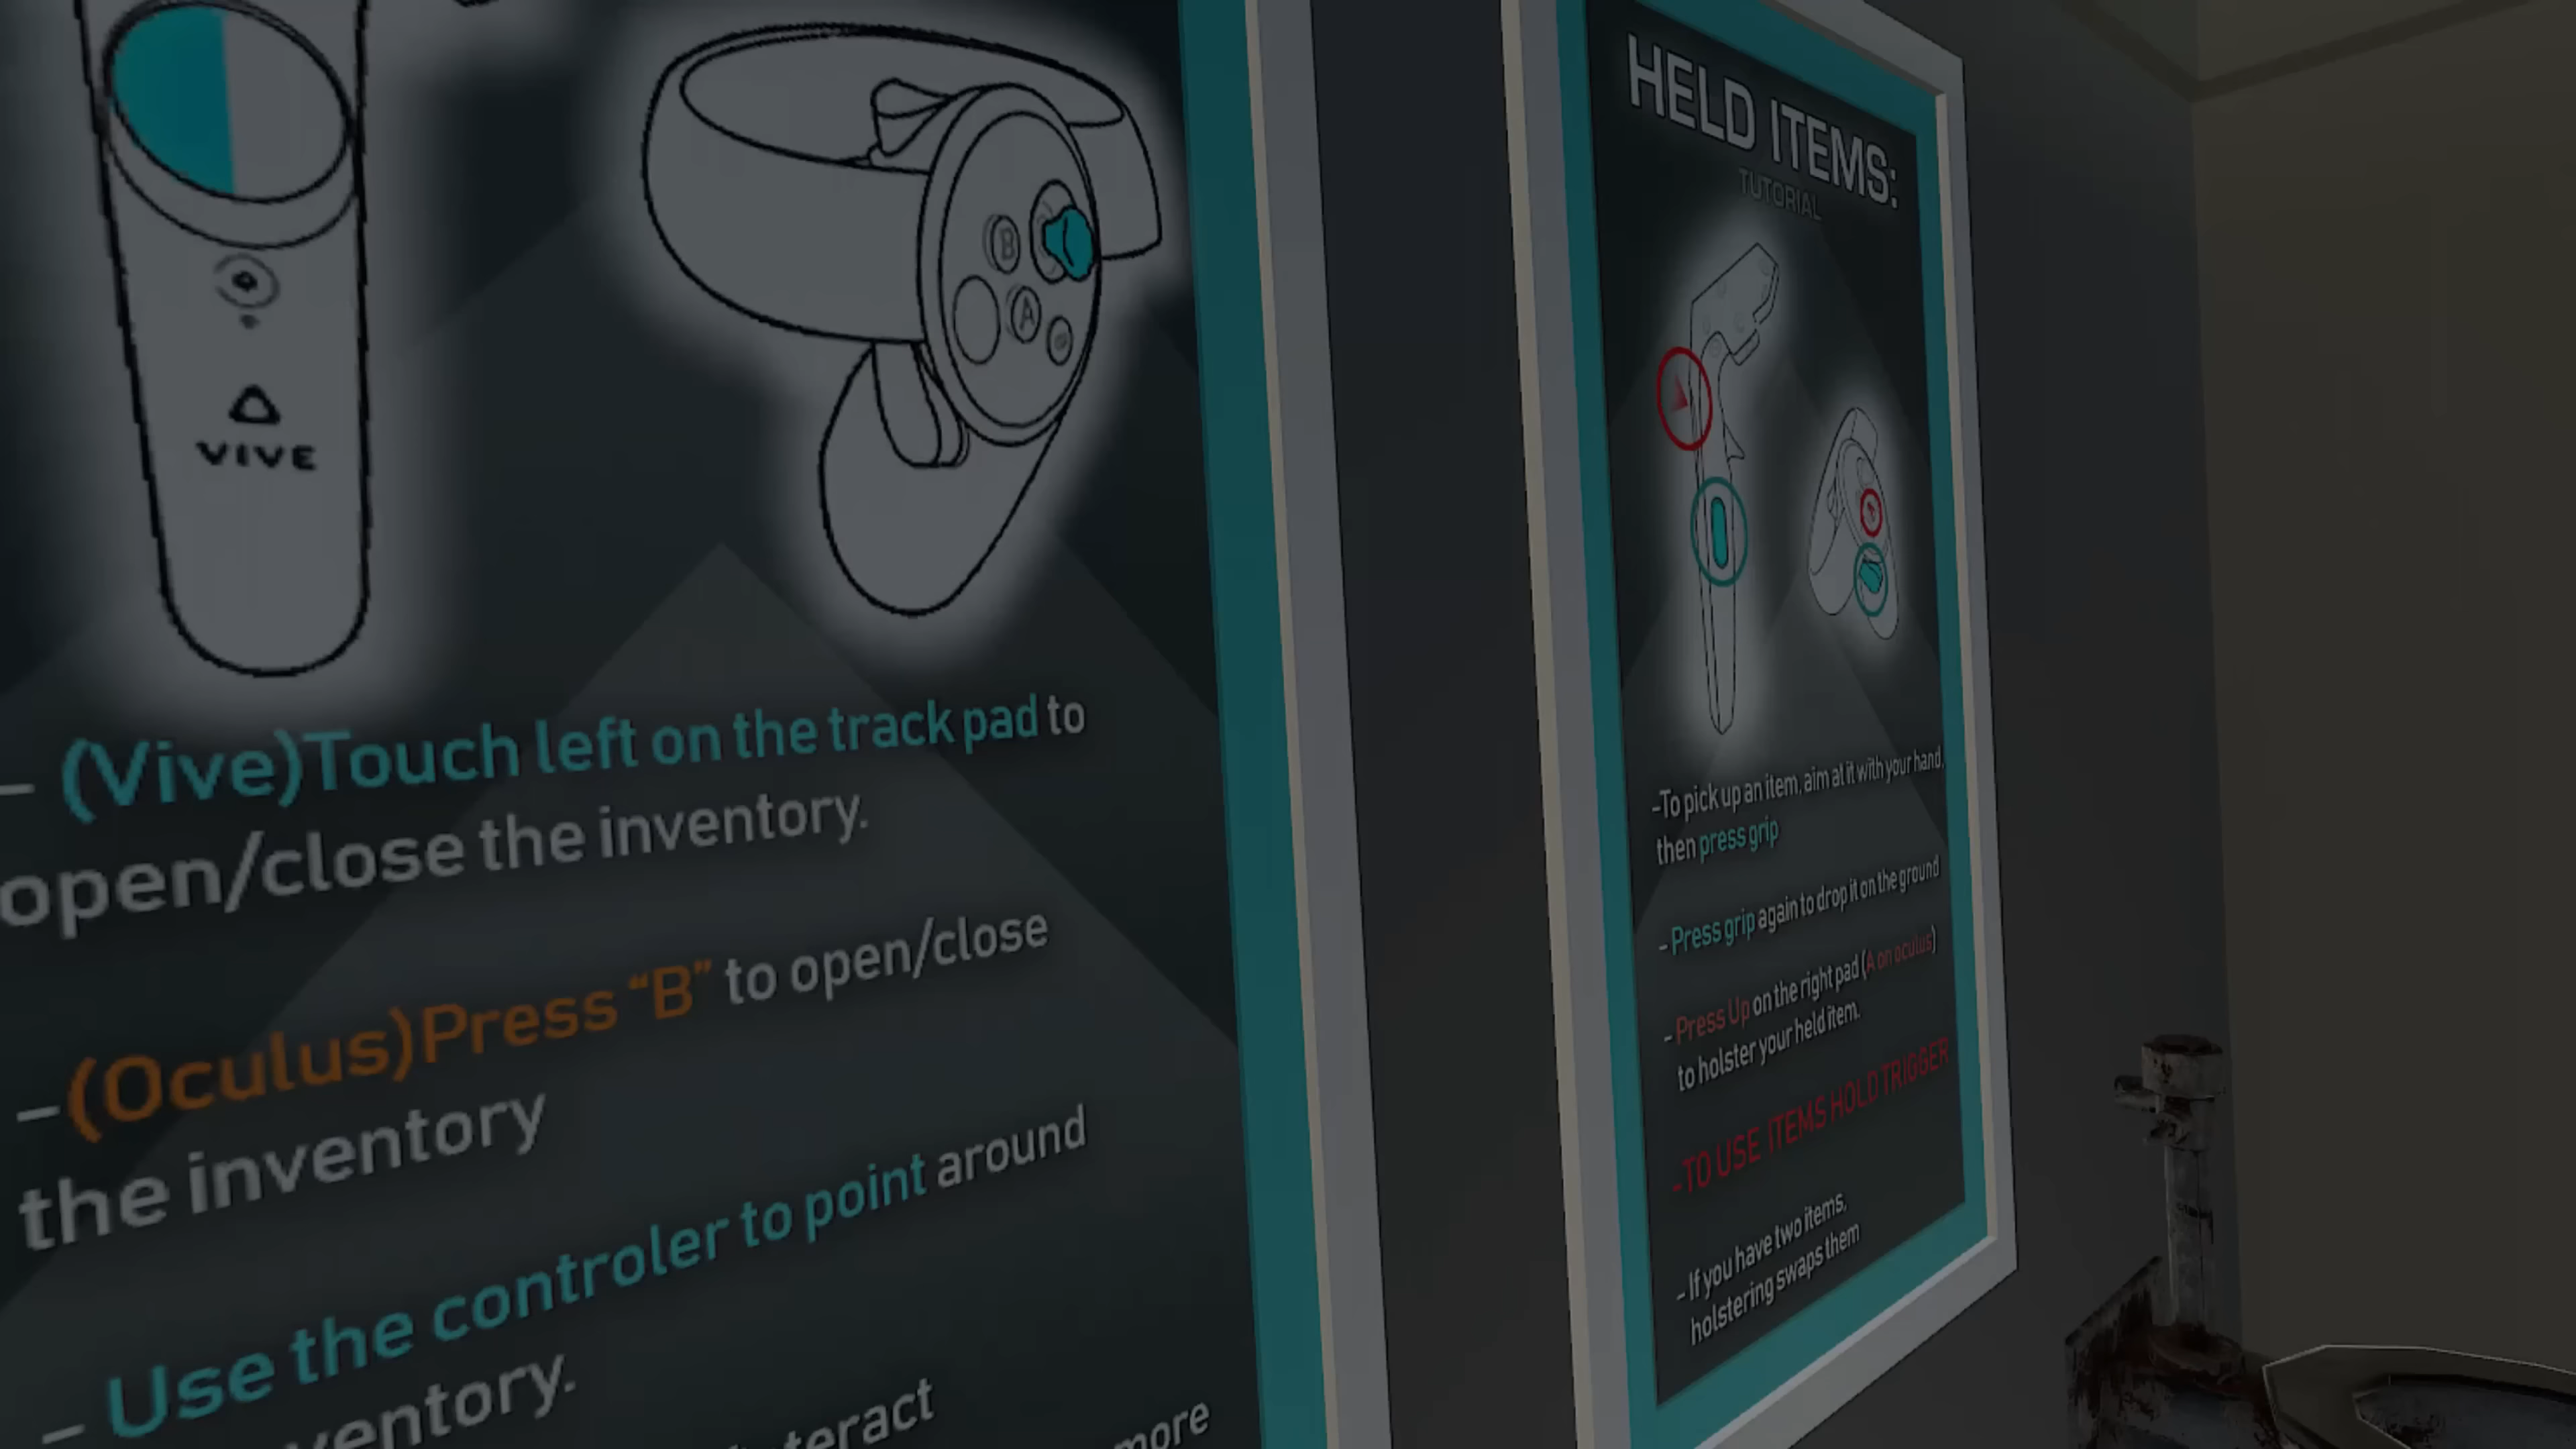 VIVE
B
A
- (Vive)Touch left on the track pad to
open/close the inventory.
-(Oculus)Press "B" to open/close
the inventory
- Use the controler to point around
more
HELD ITEMS:
TUTORIAL
-To pick up an item, aim at it with your hand,
then press grip
- Press grip again to drop it on the ground
- Press Up on the right pad (A on oculus)
to holster your held item.
-TO USE ITEMS HOLD TRIGGER
- If you have two items,
holstering swaps them